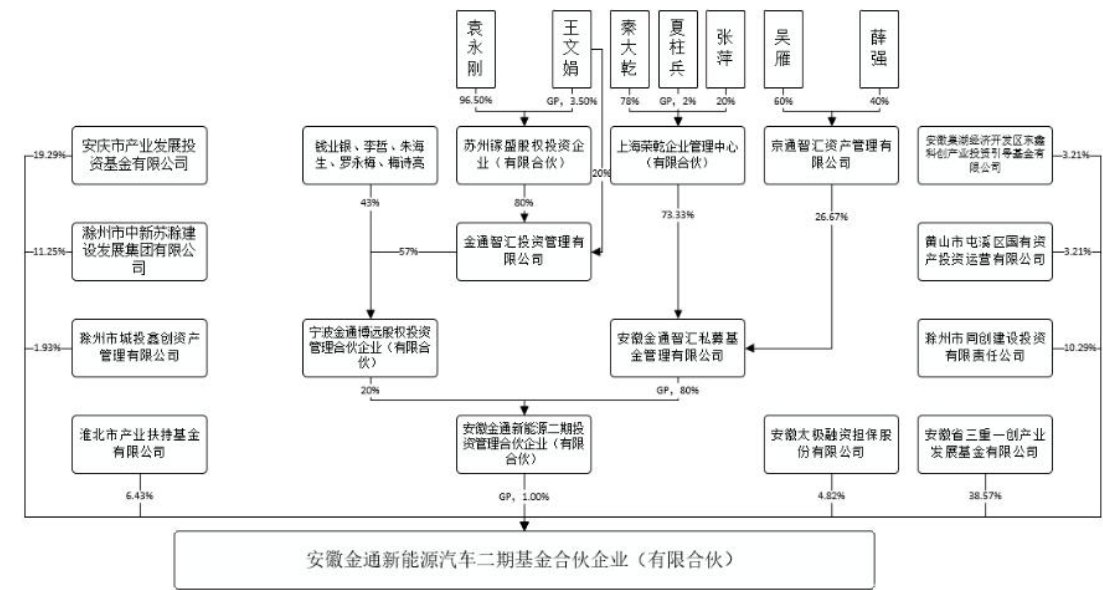 袁永刚
王文娟
秦大乾
夏柱兵
张萍
吴雁
薛强
96.50%
GP，3.50%
78%
GP，2%
20%
60%
40%
安庆市产业发展投
资基金有限公司
19.29%
钱业银、李哲、朱海
生、罗永梅、梅诗亮
苏州镓盛股权投资企
业（有限合伙）
20%
上海荣乾企业管理中心
（有限合伙）
京通智汇资产管理有
限公司
安徽巢湖经济开发区东鑫
科创产业投资引导基金有
限公司
3.21%
43%
80%
73.33%
26.67%
滁州市中新苏滁建
设发展集团有限公
司
11.25%
57%
金通智汇投资管理有
限公司
黄山市屯溪区国有资
产投资运营有限公司
3.21%
滁州市城投鑫创资产
管理有限公司
1.93%
宁波金通博远股权投资
管理合伙企业（有限合
伙）
安徽金通智汇私募基
金管理有限公司
滁州市同创建设投资
有限责任公司
10.29%
20%
GP，80%
淮北市产业扶持基金
有限公司
安徽金通新能源二期投
资管理合伙企业（有限
合伙）
安徽太极融资担保股
份有限公司
安徽省三重一创产业
发展基金有限公司
6.43%
GP，1.00%
4.82%
38.57%
安徽金通新能源汽车二期基金合伙企业（有限合伙）